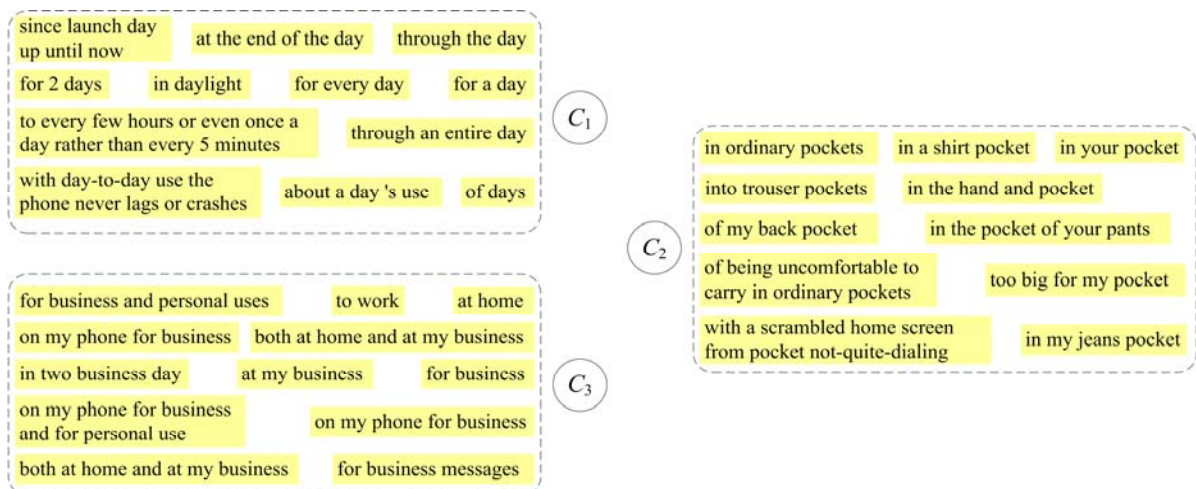 since launch day
up until now
at the end of the day
through the day
for 2 days
in daylight
for every day
for a day
to every few hours or even once a
day rather than every 5 minutes
through an entire day
with day-to-day use the
phone never lags or crashes
about a day 's use
of days
C1
for business and personal uses
to work
at home
on my phone for business
both at home and at my business
in two business day
at my business
for business
on my phone for business
and for personal use
on my phone for business
both at home and at my business
for business messages
C3
C2
in ordinary pockets
in a shirt pocket
in your pocket
into trouser pockets
in the hand and pocket
of my back pocket
in the pocket of your pants
of being uncomfortable to
carry in ordinary pockets
too big for my pocket
with a scrambled home screen
from pocket not-quite-dialing
in my jeans pocket